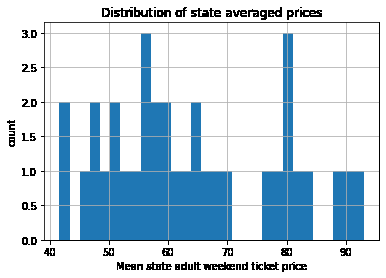 Distribution of state averaged prices
3.0
2.5
2.0
1.5
1.0
0.5
0.0
count
40 50 60 70 80 90
Mean state adult weekend ticket price